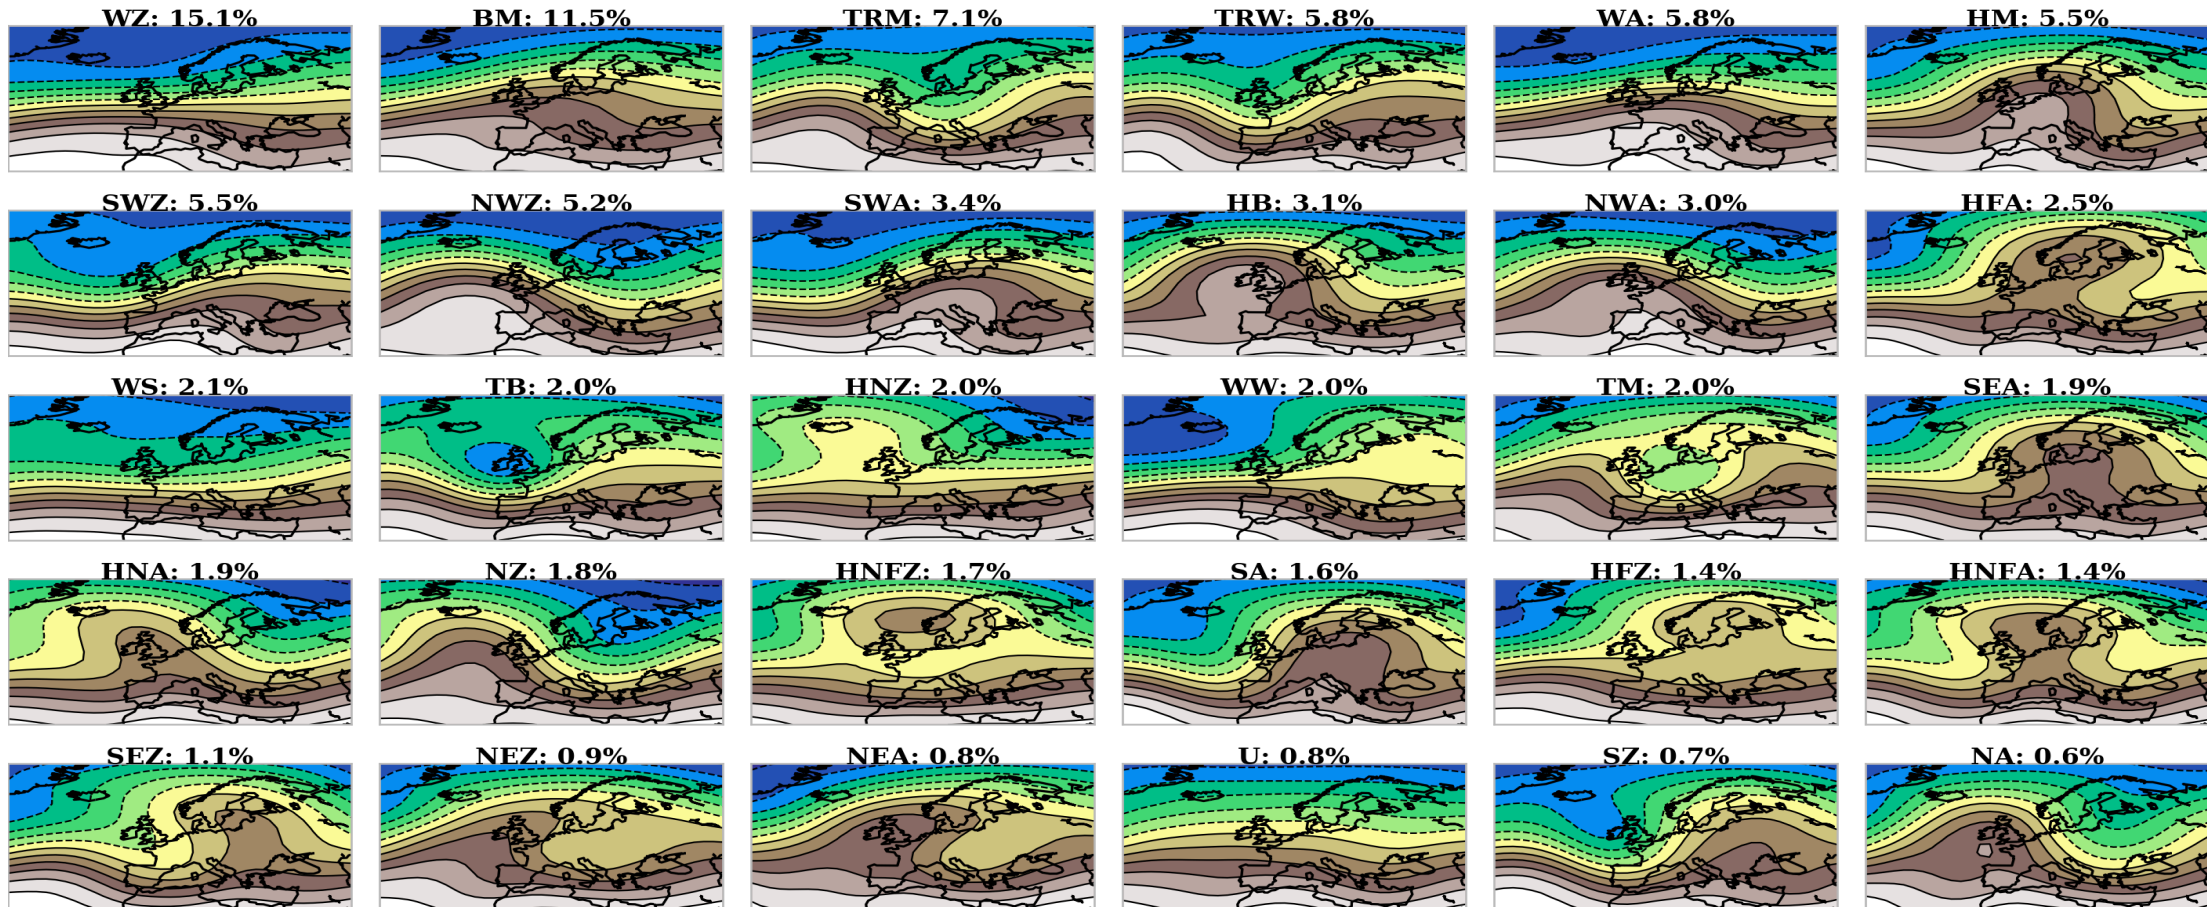 WZ: 15.1% BM: 11.5% TRM: 7.1% TRW: 5.8% WA: 5.8% HM: 5.5%
SWZ: 5.5% NWZ: 5.2% SWA: 3.4% HB: 3.1% NWA: 3.0% HFA: 2.5%
WS: 2.1% TB: 2.0% HNZ: 2.0% WW: 2.0% TM: 2.0% SEA: 1.9%
HNA: 1.9% NZ: 1.8% HNFZ: 1.7% SA: 1.6% HFZ: 1.4% HNFA: 1.4%
SEZ: 1.1% NEZ: 0.9% NEA: 0.8% U: 0.8% SZ: 0.7% NA: 0.6%